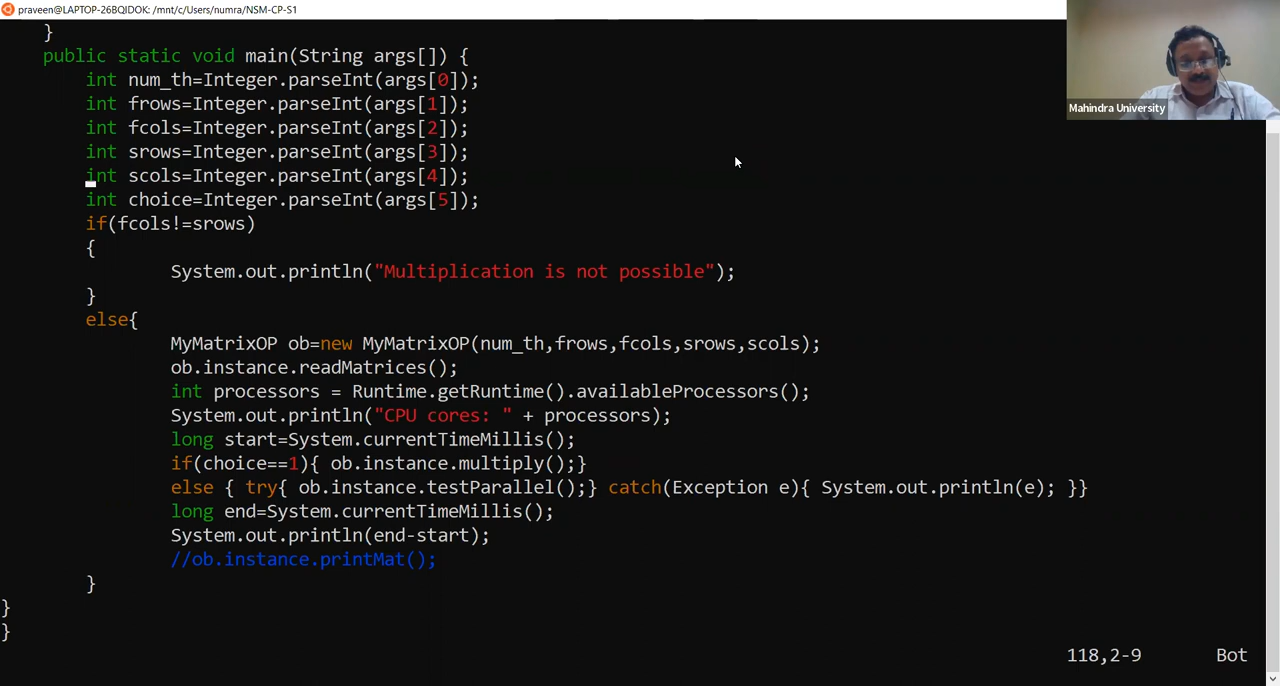 praveen@LAPTOP-26BQIDOK: /mnt/c/Users/numra/NSM-CP-S1
Mahindra University
    }
    public static void main(String args[]) {
        int num_th=Integer.parseInt(args[0]);
        int frows=Integer.parseInt(args[1]);
        int fcols=Integer.parseInt(args[2]);
        int srows=Integer.parseInt(args[3]);
        int scols=Integer.parseInt(args[4]);
        int choice=Integer.parseInt(args[5]);
        if(fcols!=srows)
        {
                System.out.println("Multiplication is not possible");
        }
        else{
                MyMatrixOP ob=new MyMatrixOP(num_th,frows,fcols,srows,scols);
                ob.instance.readMatrices();
                int processors = Runtime.getRuntime().availableProcessors();
                System.out.println("CPU cores: " + processors);
                long start=System.currentTimeMillis();
                if(choice==1){ ob.instance.multiply();}
                else { try{ ob.instance.testParallel();} catch(Exception e){ System.out.println(e); }}
                long end=System.currentTimeMillis();
                System.out.println(end-start);
                //ob.instance.printMat();
        }
}
}
118,2-9 Bot